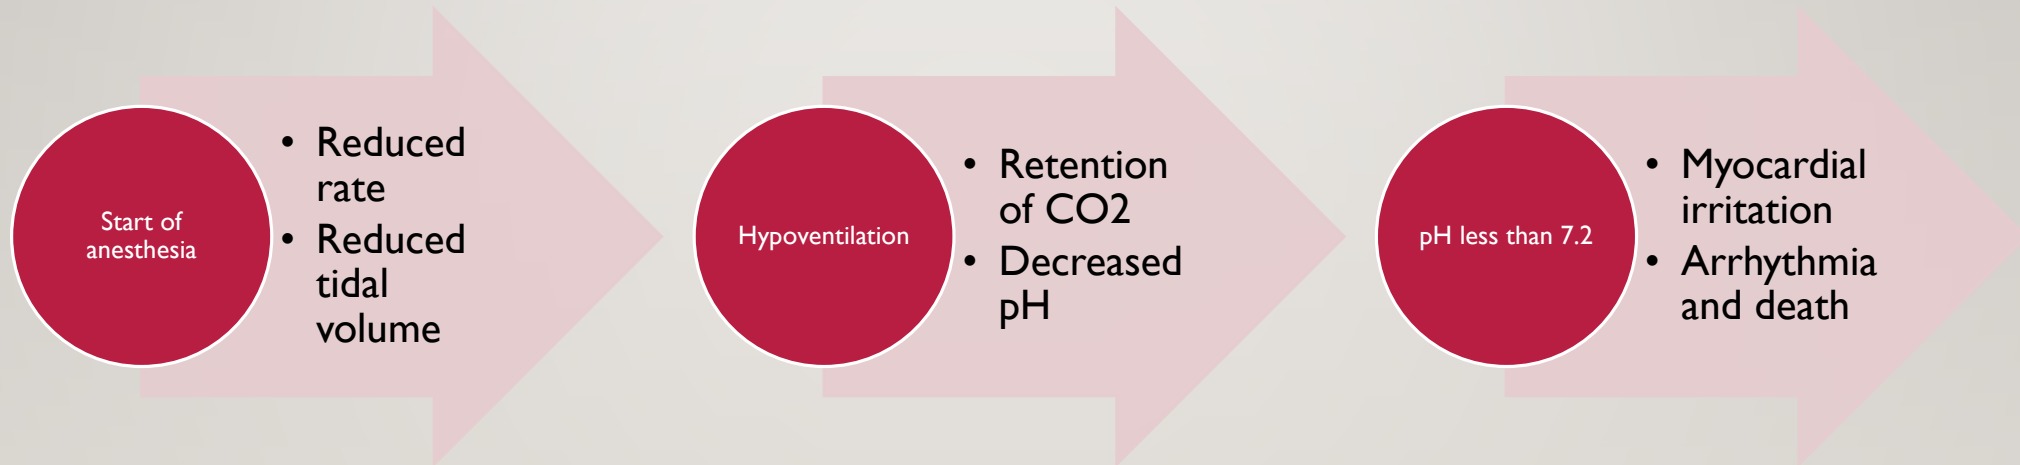 Start of
anesthesia
• Reduced
rate
• Reduced
tidal
volume
Hypoventilation
• Retention
of CO2
• Decreased
pH
pH less than 7.2
• Myocardial
irritation
• Arrhythmia
and death